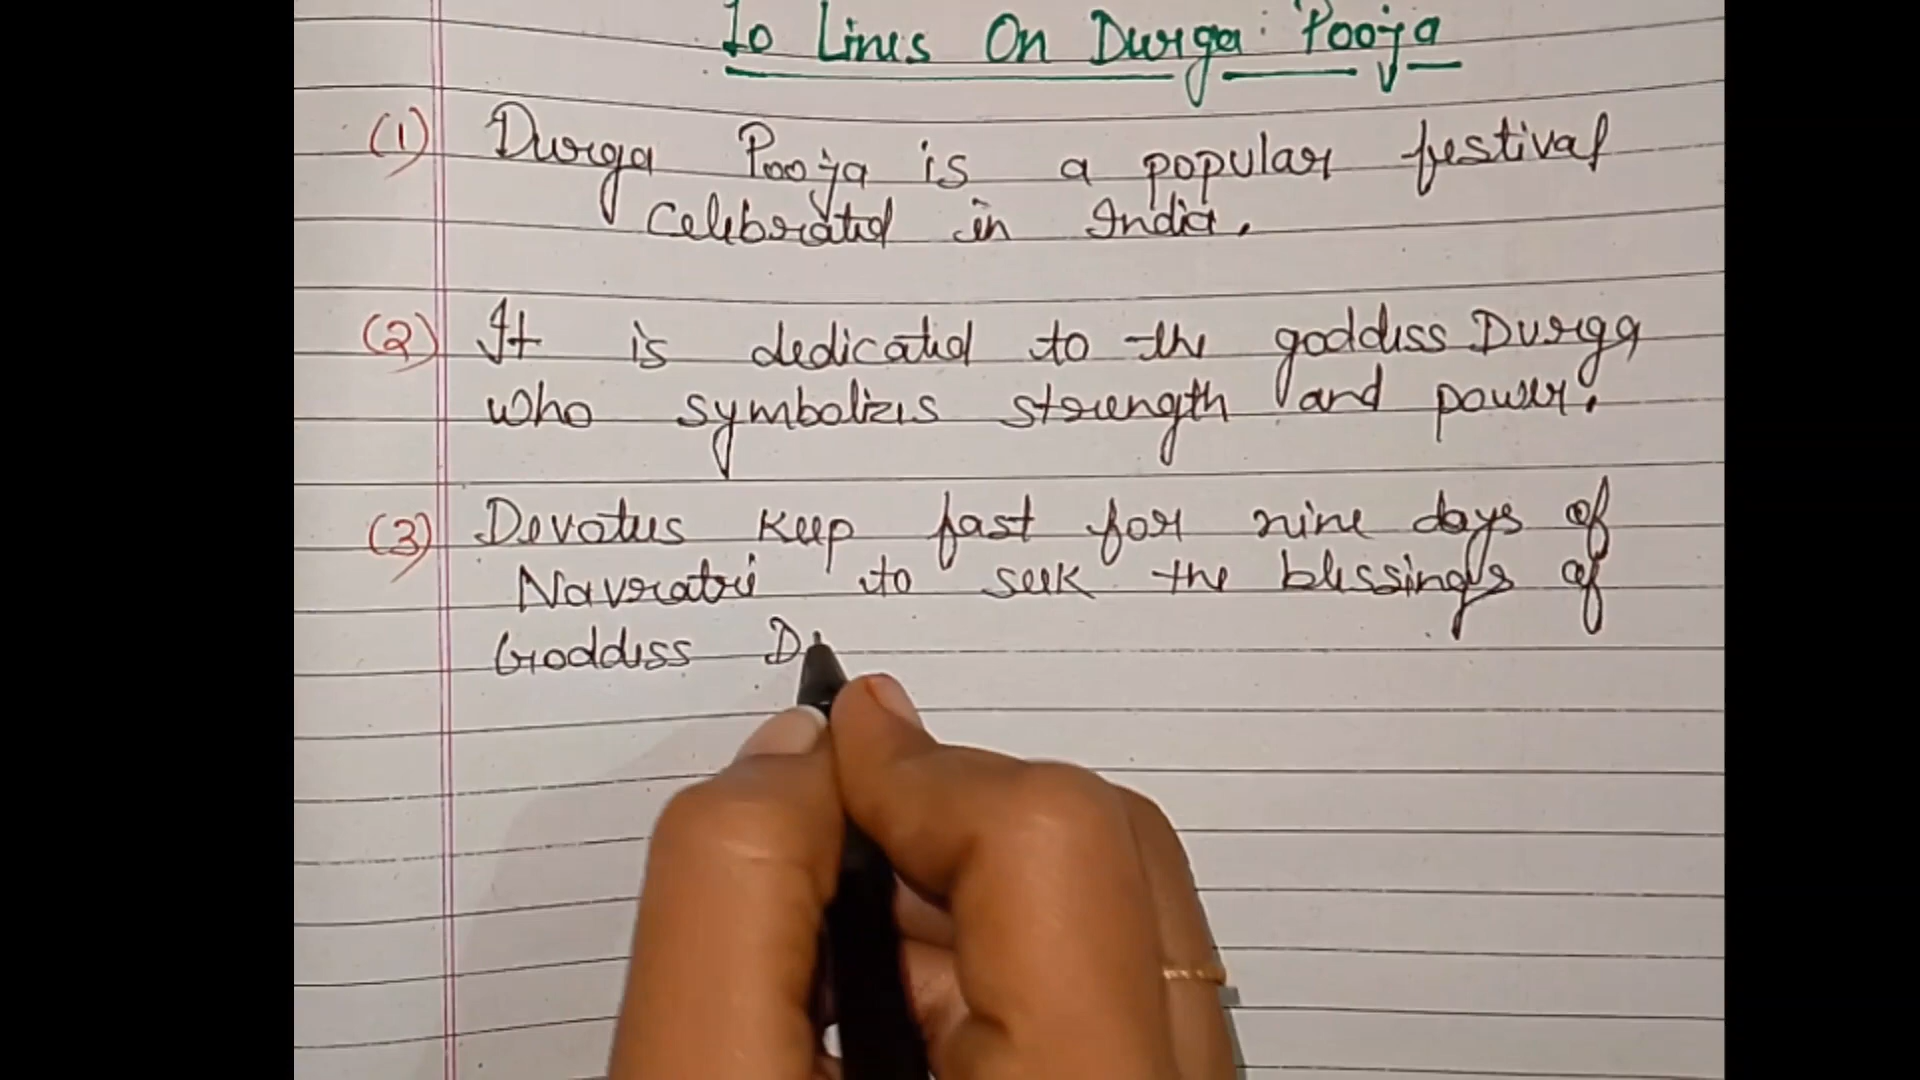 10 Lines On Durga Pooja
(1) Durga Pooja is a popular festival
celebrated in India.
(2) It is dedicated to the goddess Durga
who symbolizes strength and power.
(3) Devotees keep fast for nine days of
Navratri to seek the blessings of
Goddess D